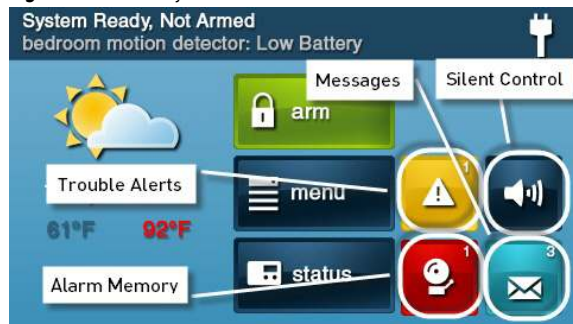 System Ready, Not Armed
bedroom motion detector: Low Battery
Messages
Silent Control
arm
Trouble Alerts
menu
1
61°F 92°F
Alarm Memory
status
1
3